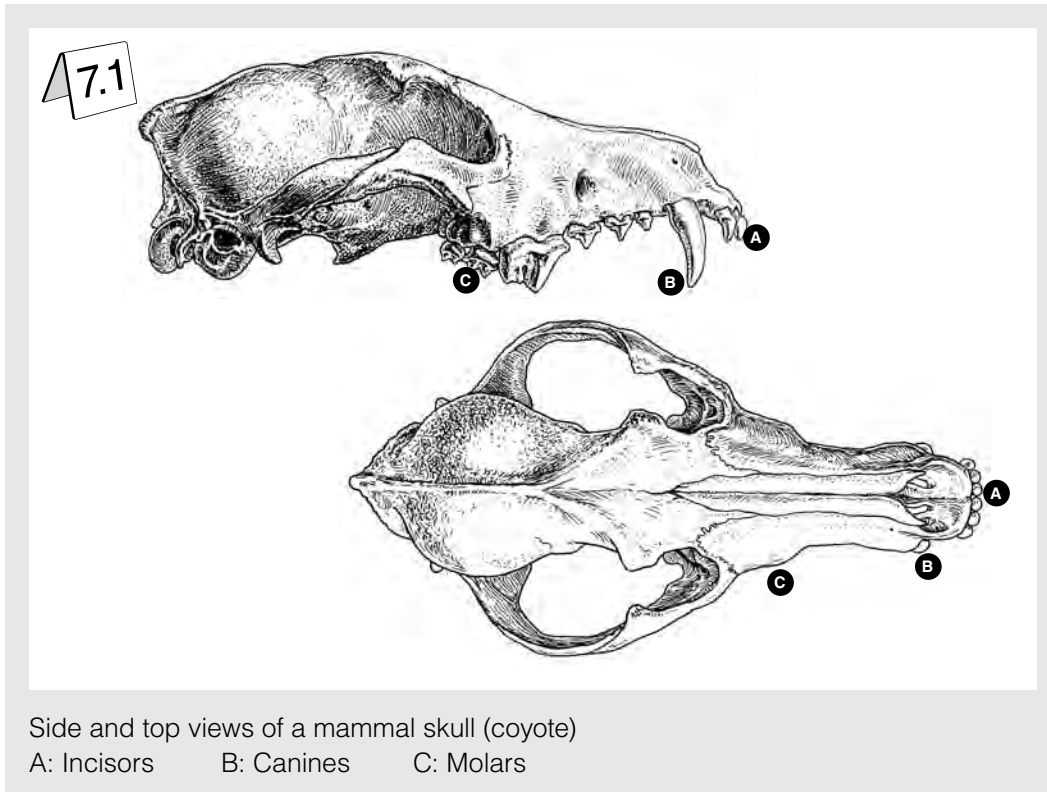 7.1
A
B
C
A
B
C
Side and top views of a mammal skull (coyote)
A: Incisors B: Canines C: Molars